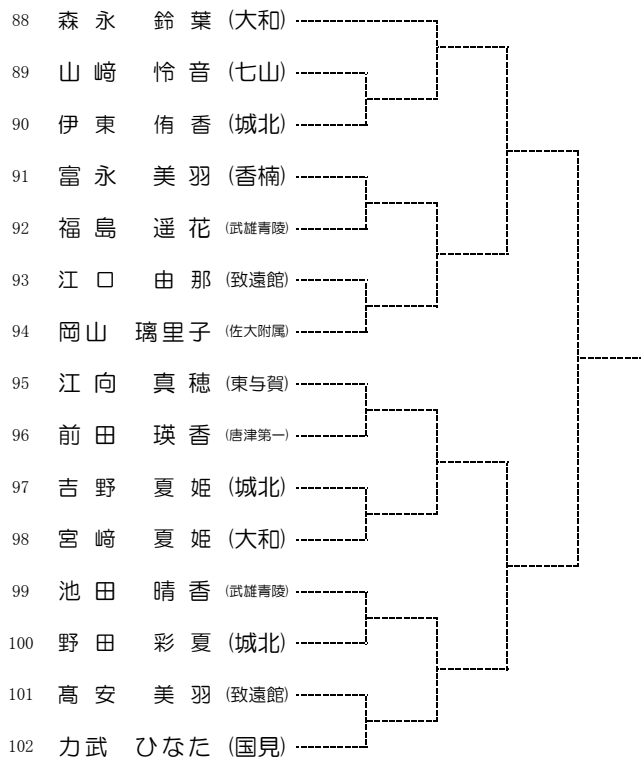 88 森永 鈴葉 (大和)
89 山﨑 怜音 (七山)
90 伊東 侑香 (城北)
91 富永 美羽 (香楠)
92 福島 遥花 (武雄青陵)
93 江口 由那 (致遠館)
94 岡山 璃里子 (佐大附属)
95 江向 真穂 (東与賀)
96 前田 瑛香 (唐津第一)
97 吉野 夏姫 (城北)
98 宮﨑 夏姫 (大和)
99 池田 晴香 (武雄青陵)
100 野田 彩夏 (城北)
101 髙安 美羽 (致遠館)
102 力武 ひなた (国見)